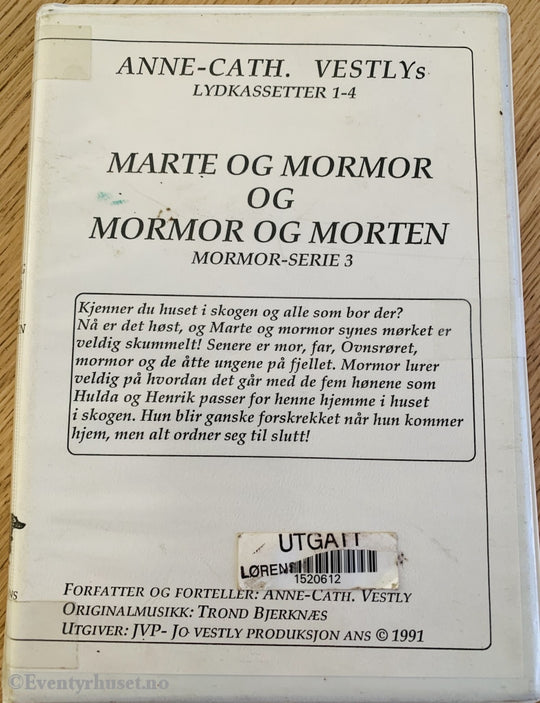 ANNE-CATH. VESTLYs
LYDKASSETTER 1-4
MARTE OG MORMOR
OG
MORMOR OG MORTEN
MORMOR-SERIE 3
Kjenner du huset i skogen og alle som bor der?
Nå er det høst, og Marte og mormor synes mørket er
veldig skummelt! Senere er mor, far, Ovnsrøret,
mormor og de åtte ungene på fjellet. Mormor lurer
veldig på hvordan det går med de fem hønene som
Hulda og Henrik passer for henne hjemme i huset
i skogen. Hun blir ganske forskrekket når hun kommer
hjem, men alt ordner seg til slutt!
UTGÅTT
1520612
FORFATTER OG FORTELLER: ANNE-CATH. VESTLY
ORIGINALMUSIKK: TROND BJERKNÆS
UTGIVER: JVP- JO VESTLY PRODUKSJON ANS © 1991
©Eventyrhuset.no